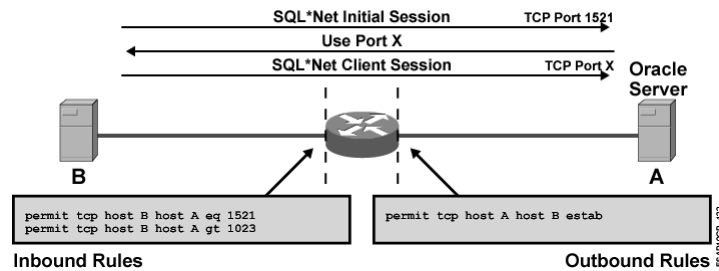 SQL*Net Initial Session TCP Port 1521
Use Port X
SQL*Net Client Session TCP Port X
Oracle
Server
B
A
permit tcp host B host A eq 1521
permit tcp host B host A gt 1023
permit tcp host A host B estab
Inbound Rules
Outbound Rules